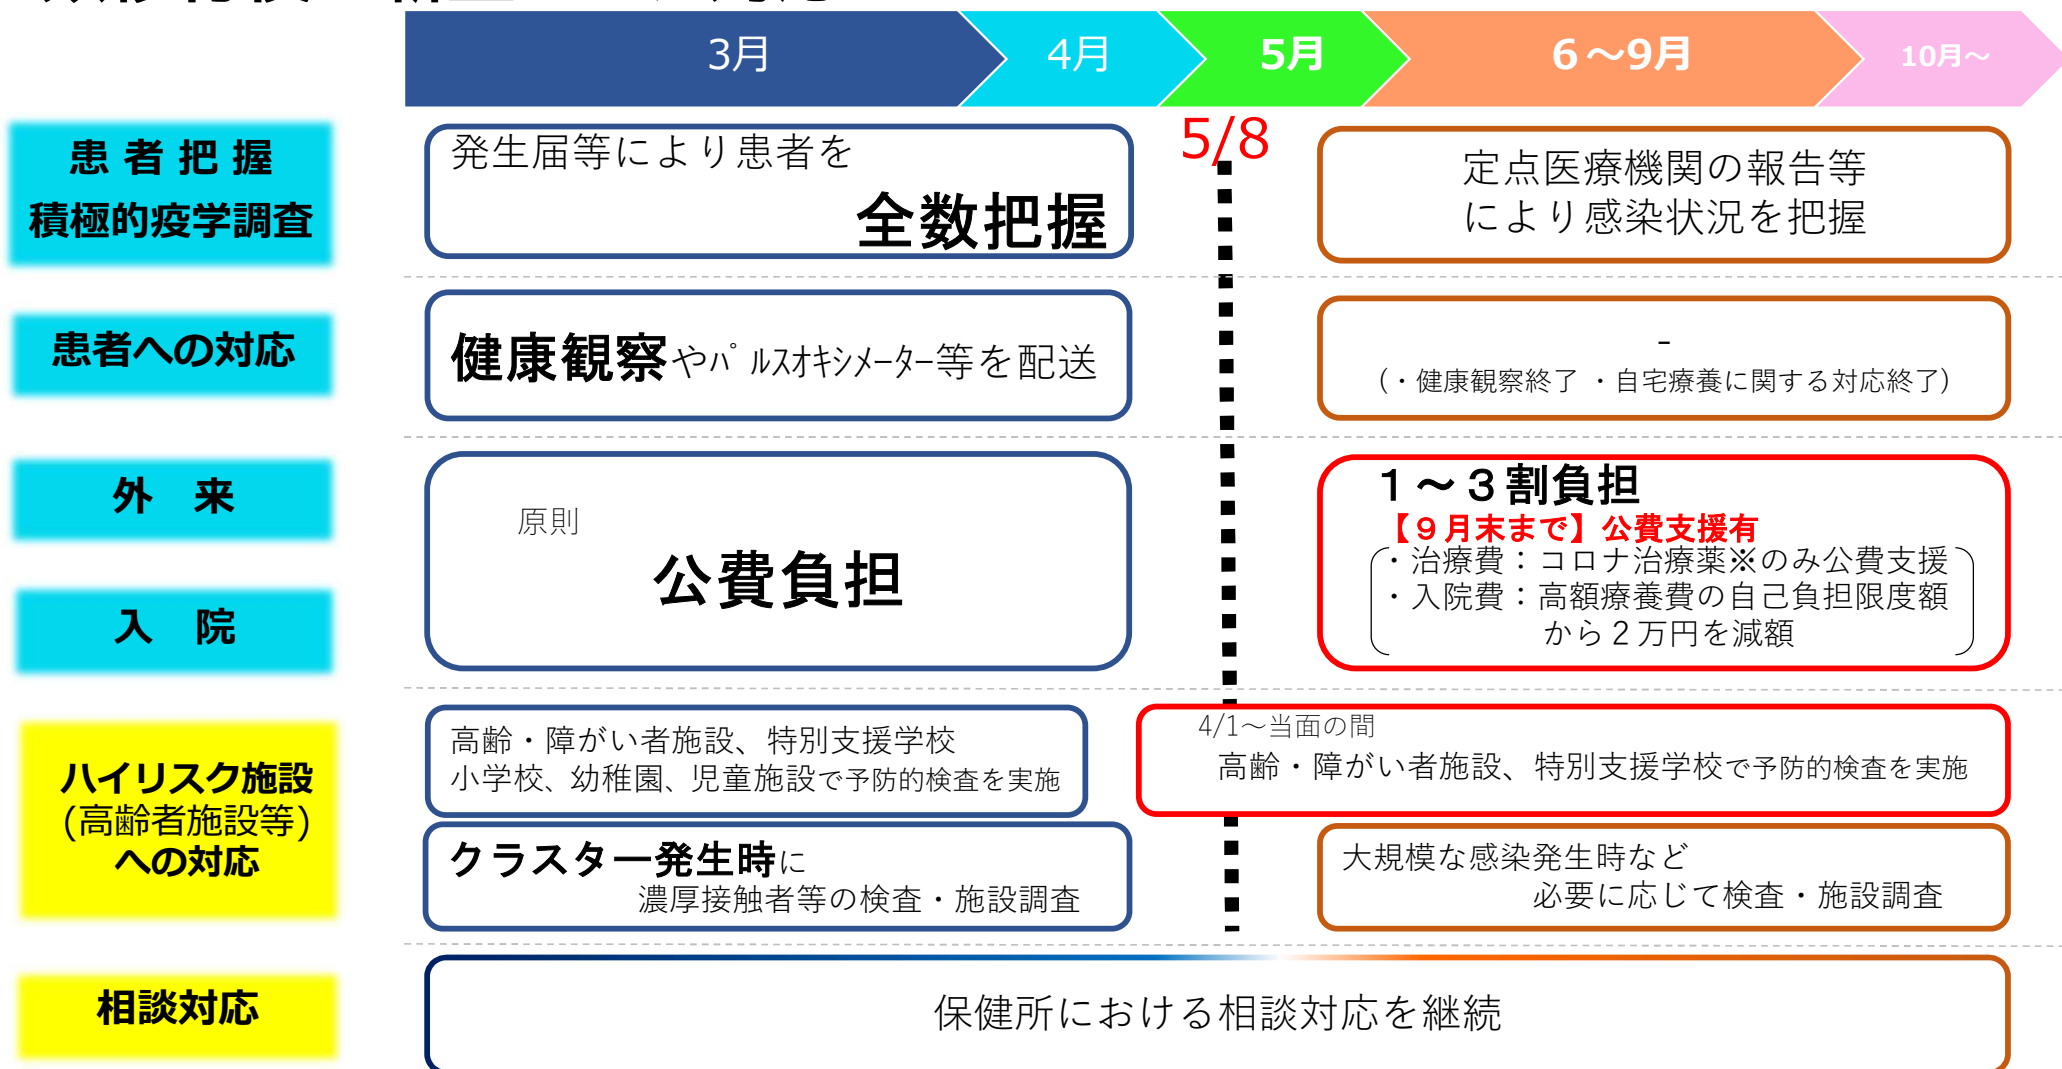 3月
4月
5月
6～9月
10月～
5/8
患者把握
積極的疫学調査
発生届等により患者を
全数把握
定点医療機関の報告等
により感染状況を把握
患者への対応
健康観察やﾊﾟﾙｽｵｷｼﾒｰﾀｰ等を配送
-
(・健康観察終了 ・自宅療養に関する対応終了)
外 来
入 院
原則
公費負担
１～３割負担
【９月末まで】公費支援有
・治療費：コロナ治療薬※のみ公費支援
・入院費：高額療養費の自己負担限度額
から２万円を減額
ハイリスク施設
(高齢者施設等)
への対応
高齢・障がい者施設、特別支援学校
小学校、幼稚園、児童施設で予防的検査を実施
4/1～当面の間
高齢・障がい者施設、特別支援学校で予防的検査を実施
クラスター発生時に
濃厚接触者等の検査・施設調査
大規模な感染発生時など
必要に応じて検査・施設調査
相談対応
保健所における相談対応を継続